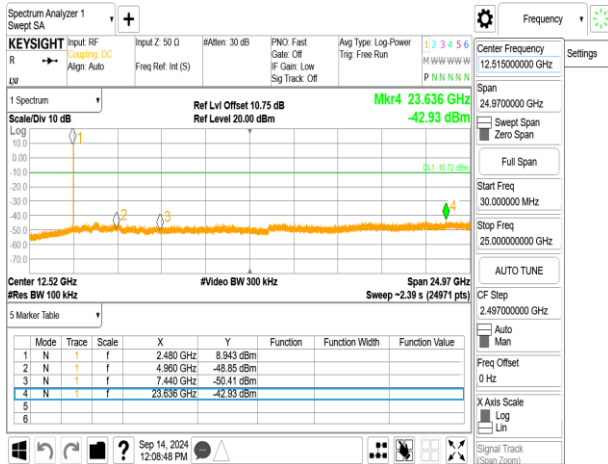 Spectrum Analyzer 1
Swept SA
Frequency
KEYSIGHT
R
LXI
Input: RF
Coupling: DC
Align: Auto
Input Z: 50 Ω
Freq Ref: Int (S)
#Atten: 30 dB
PNO: Fast
Gate: Off
IF Gain: Low
Sig Track: Off
Avg Type: Log-Power
Trig: Free Run
1 2 3 4 5 6
M W W W W W
P N N N N N
1 Spectrum
Scale/Div 10 dB
Ref Lvl Offset 10.75 dB
Ref Level 20.00 dBm
Mkr4 23.636 GHz
-42.93 dBm
Log
10.0
0.00
-10.0
-20.0
-30.0
-40.0
-50.0
-60.0
-70.0
1
2
3
4
Center 12.52 GHz
#Res BW 100 kHz
#Video BW 300 kHz
Span 24.97 GHz
Sweep ~2.39 s (24971 pts)
5 Marker Table
Mode Trace Scale X Y Function Function Width Function Value
1 N 1 f 2.480 GHz 8.943 dBm
2 N 1 f 4.960 GHz -48.85 dBm
3 N 1 f 7.440 GHz -50.41 dBm
4 N 1 f 23.636 GHz -42.93 dBm
5
6
Sep 14, 2024
12:08:48 PM
Center Frequency
12.515000000 GHz
Settings
Span
24.9700000 GHz
Swept Span
Zero Span
Full Span
Start Freq
30.000000 MHz
Stop Freq
25.000000000 GHz
AUTO TUNE
CF Step
2.497000000 GHz
Auto
Man
Freq Offset
0 Hz
X Axis Scale
Log
Lin
Signal Track
(Span Zoom)